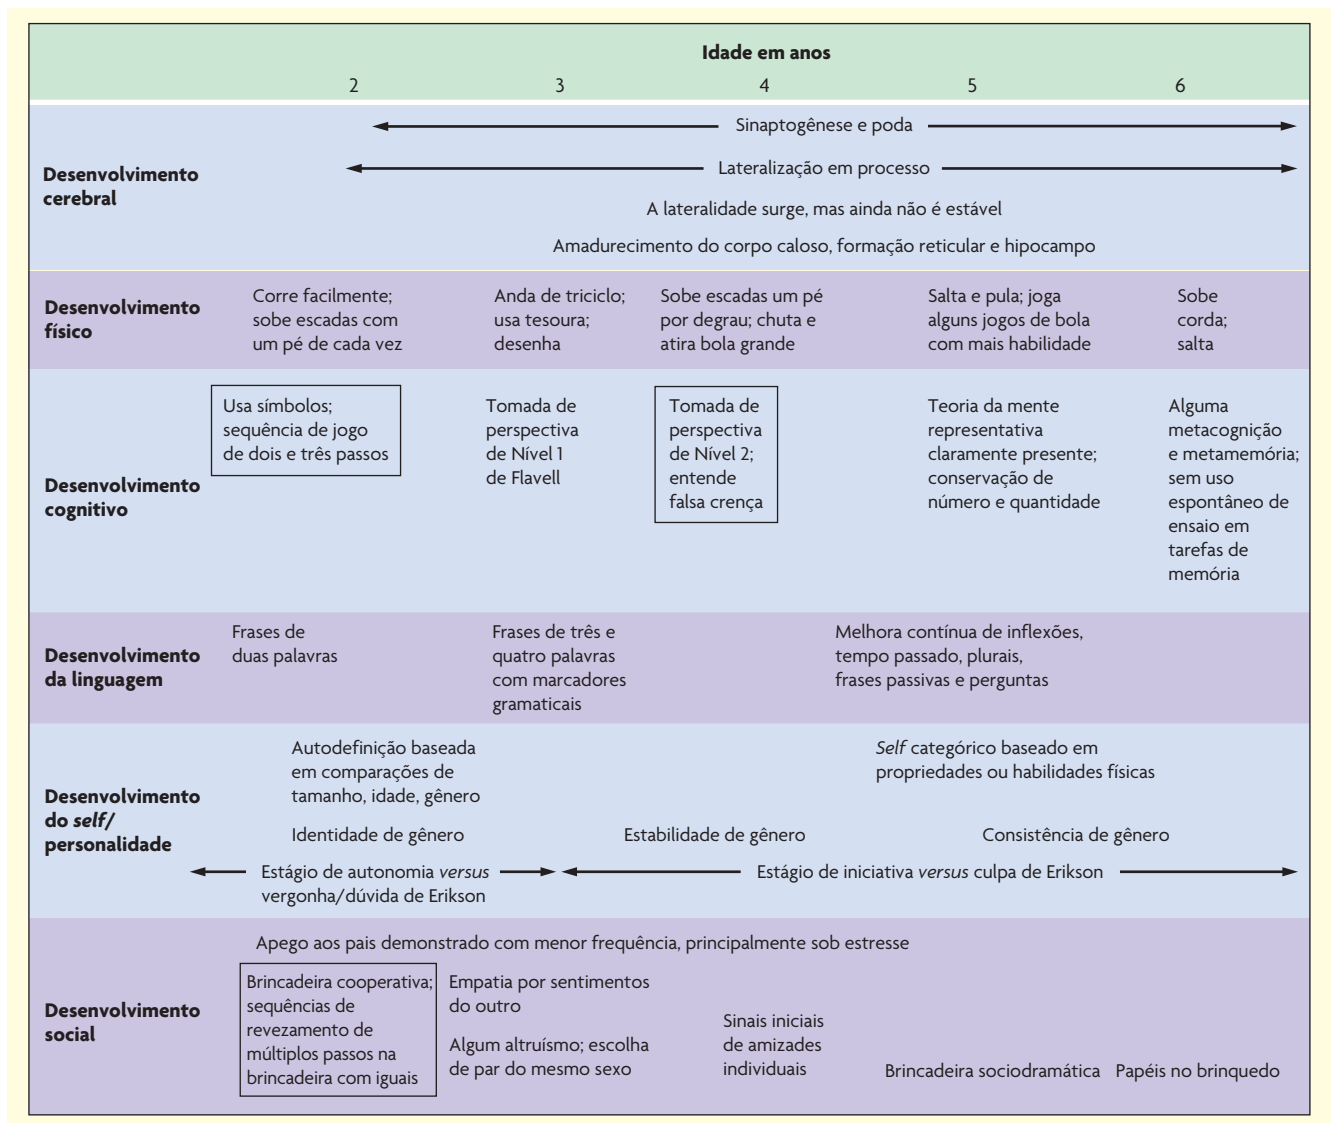 Idade em anos
2 3 4 5 6
Desenvolvimento
cerebral
Sinaptogênese e poda
Lateralização em processo
A lateralidade surge, mas ainda não é estável
Amadurecimento do corpo caloso, formação reticular e hipocampo
Desenvolvimento
físico
Corre facilmente;
sobe escadas com
um pé de cada vez
Anda de triciclo;
usa tesoura;
desenha
Sobe escadas um pé
por degrau; chuta e
atira bola grande
Salta e pula; joga
alguns jogos de bola
com mais habilidade
Sobe
corda;
salta
Desenvolvimento
cognitivo
Usa símbolos;
sequência de jogo
de dois e três passos
Tomada de
perspectiva
de Nível 1
de Flavell
Tomada de
perspectiva
de Nível 2;
entende
falsa crença
Teoria da mente
representativa
claramente presente;
conservação de
número e quantidade
Alguma
metacognição
e metamemória;
sem uso
espontâneo de
ensaio em
tarefas de
memória
Desenvolvimento
da linguagem
Frases de
duas palavras
Frases de três e
quatro palavras
com marcadores
gramaticais
Melhora contínua de inflexões,
tempo passado, plurais,
frases passivas e perguntas
Desenvolvimento
do self/
personalidade
Autodefinição baseada
em comparações de
tamanho, idade, gênero
Self categórico baseado em
propriedades ou habilidades físicas
Identidade de gênero
Estabilidade de gênero
Consistência de gênero
Estágio de autonomia versus
vergonha/dúvida de Erikson
Estágio de iniciativa versus culpa de Erikson
Desenvolvimento
social
Apego aos pais demonstrado com menor frequência, principalmente sob estresse
Brincadeira cooperativa;
sequências de
revezamento de
múltiplos passos na
brincadeira com iguais
Empatia por sentimentos
do outro
Algum altruísmo; escolha
de par do mesmo sexo
Sinais iniciais
de amizades
individuais
Brincadeira sociodramática
Papéis no brinquedo